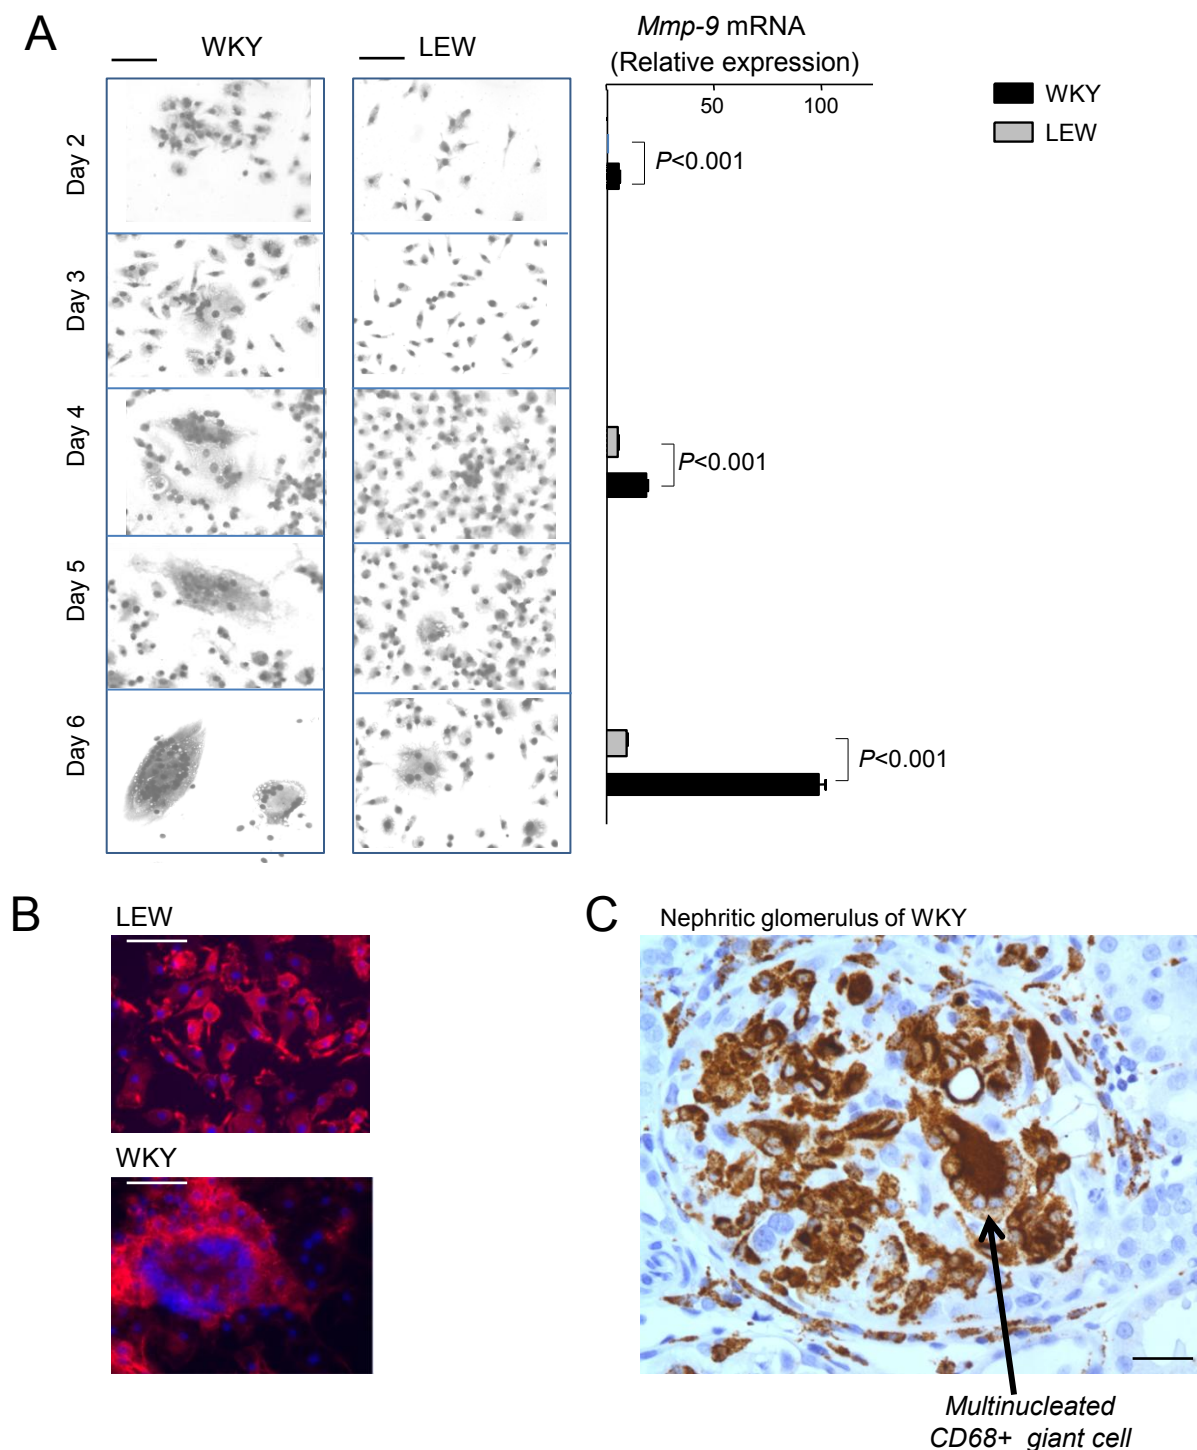 A
WKY
LEW
Mmp-9 mRNA
(Relative expression)
50
100
WKY
LEW
Day 2
P<0.001
Day 3
Day 4
P<0.001
Day 5
Day 6
P<0.001
B
LEW
WKY
C
Nephritic glomerulus of WKY
Multinucleated
CD68+ giant cell